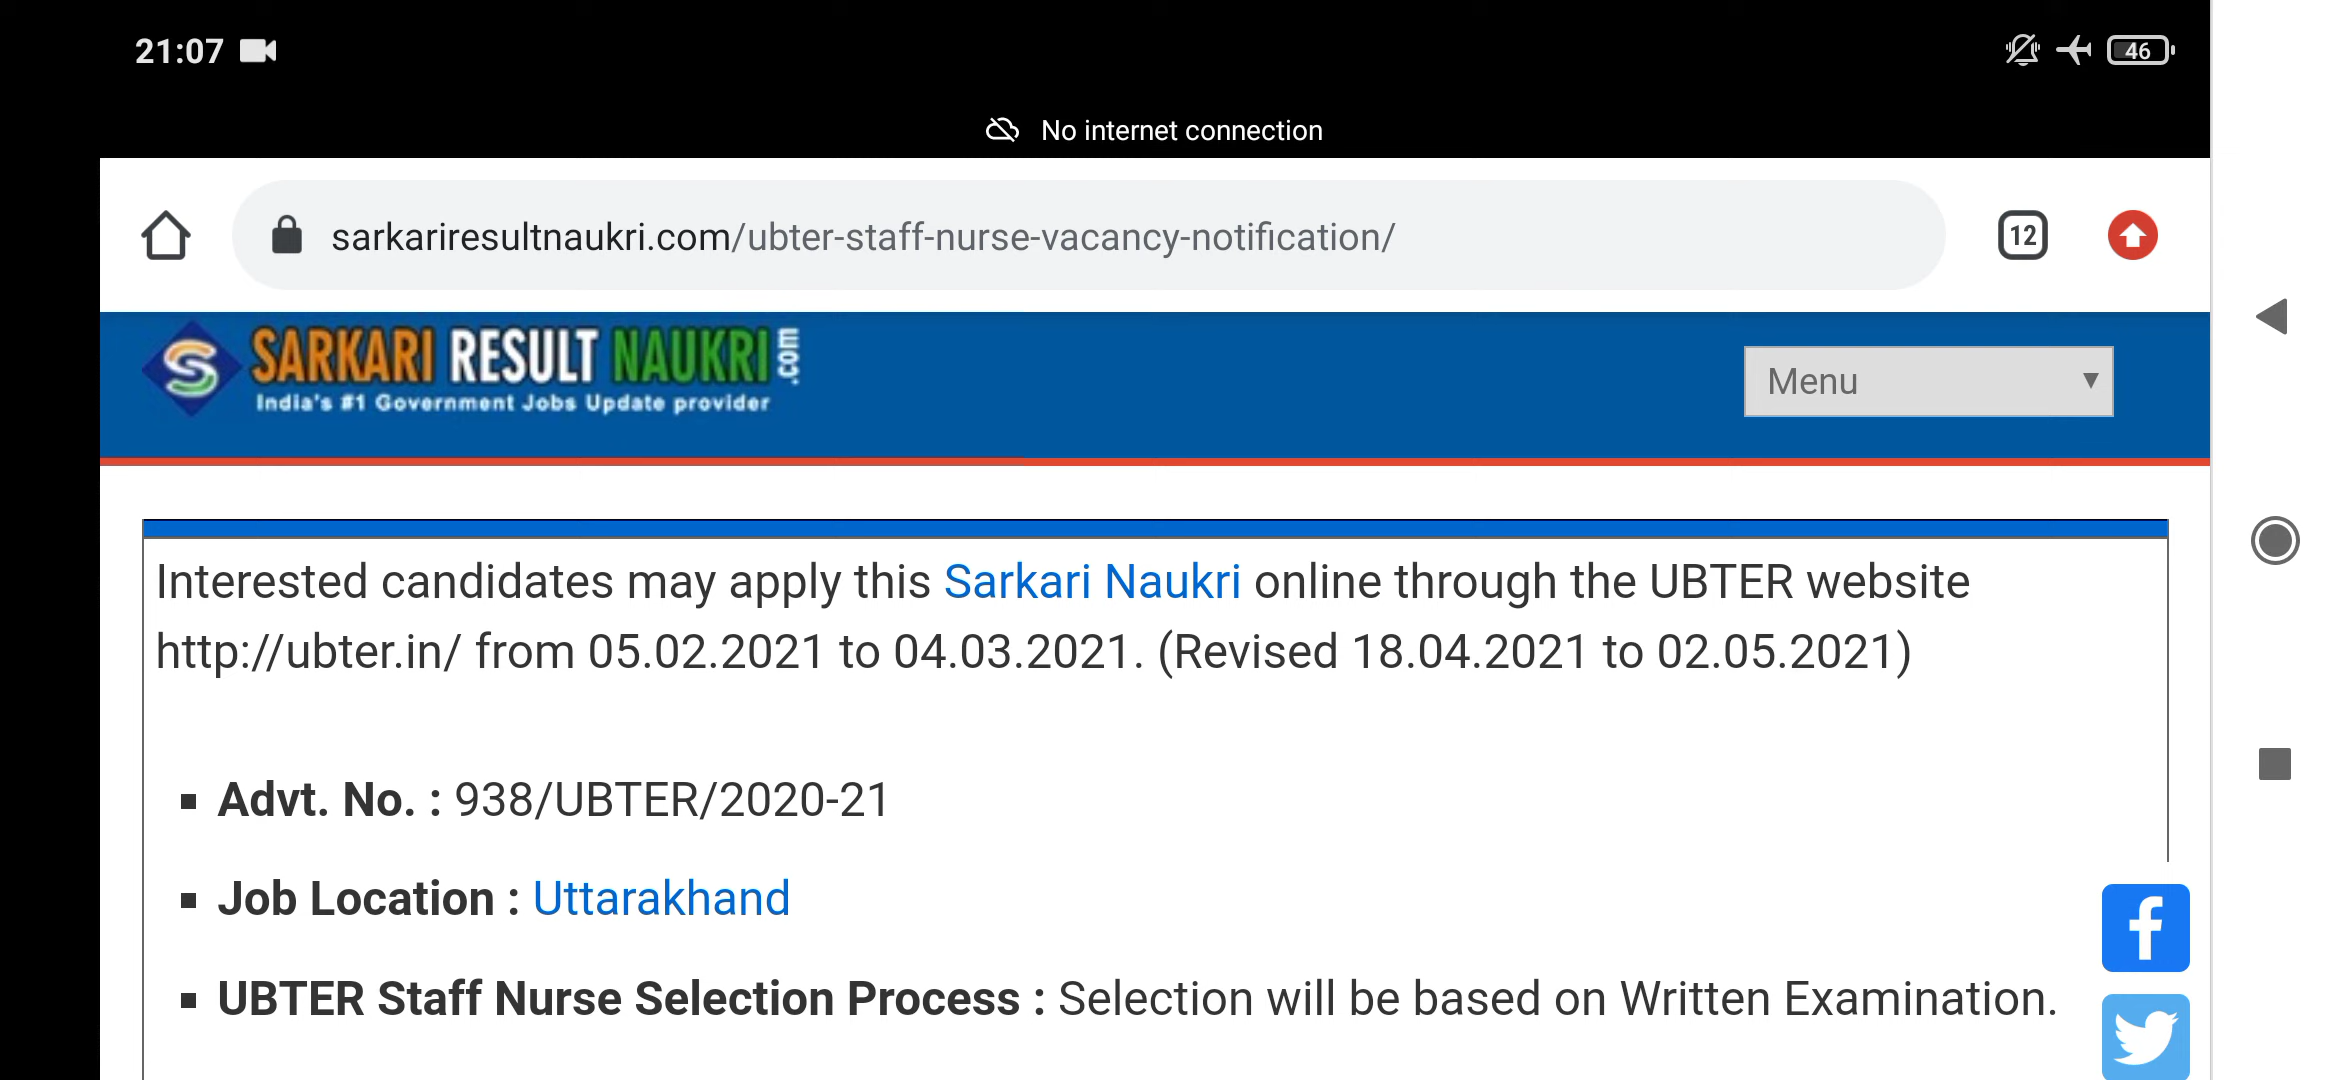 21:07
46
No internet connection
sarkariresultnaukri.com/ubter-staff-nurse-vacancy-notification/
12
SARKARI RESULT NAUKRI.com
India's #1 Government Jobs Update provider
Menu
Interested candidates may apply this Sarkari Naukri online through the UBTER website
http://ubter.in/ from 05.02.2021 to 04.03.2021. (Revised 18.04.2021 to 02.05.2021)
Advt. No. : 938/UBTER/2020-21
Job Location : Uttarakhand
UBTER Staff Nurse Selection Process : Selection will be based on Written Examination.